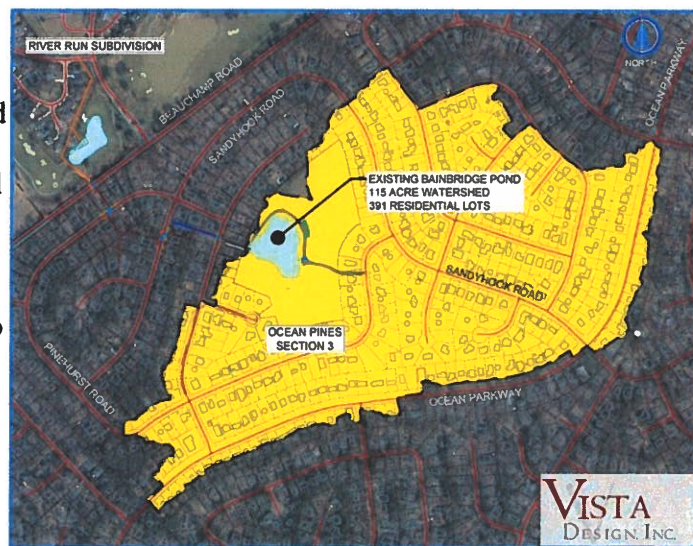 RIVER RUN SUBDIVISION
BEAUCHAMP ROAD
SANDYHOOK ROAD
NORTH
OCEAN PARKWAY
EXISTING BAINBRIDGE POND
115 ACRE WATERSHED
391 RESIDENTIAL LOTS
SANDYHOOK ROAD
OCEAN PINES
SECTION 3
PINEHURST ROAD
OCEAN PARKWAY
VISTA
DESIGN, INC.